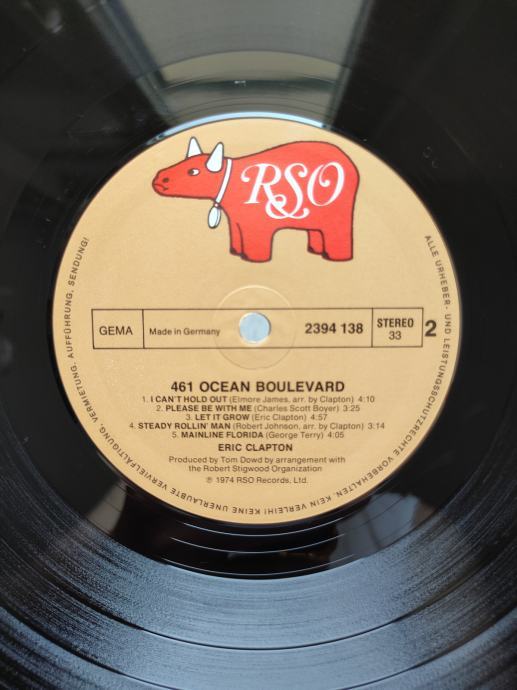 RSO
GEMA
Made in Germany
2394 138
STEREO
33
2
461 OCEAN BOULEVARD
1. I CAN'T HOLD OUT (Elmore James, arr. by Clapton) 4:10
2. PLEASE BE WITH ME (Charles Scott Boyer) 3:25
3. LET IT GROW (Eric Clapton) 4:57
4. STEADY ROLLIN' MAN (Robert Johnson, arr. by Clapton) 3:14
5. MAINLINE FLORIDA (George Terry) 4:05
ERIC CLAPTON
Produced by Tom Dowd by arrangement with
the Robert Stigwood Organization
℗ 1974 RSO Records, Ltd.
ALLE URHEBER- UND LEISTUNGSSCHUTZRECHTE VORBEHALTEN. KEIN VERLEIH! KEINE UNERLAUBTE VERVIELFÄLTIGUNG, VERMIETUNG, AUFFÜHRUNG, SENDUNG!